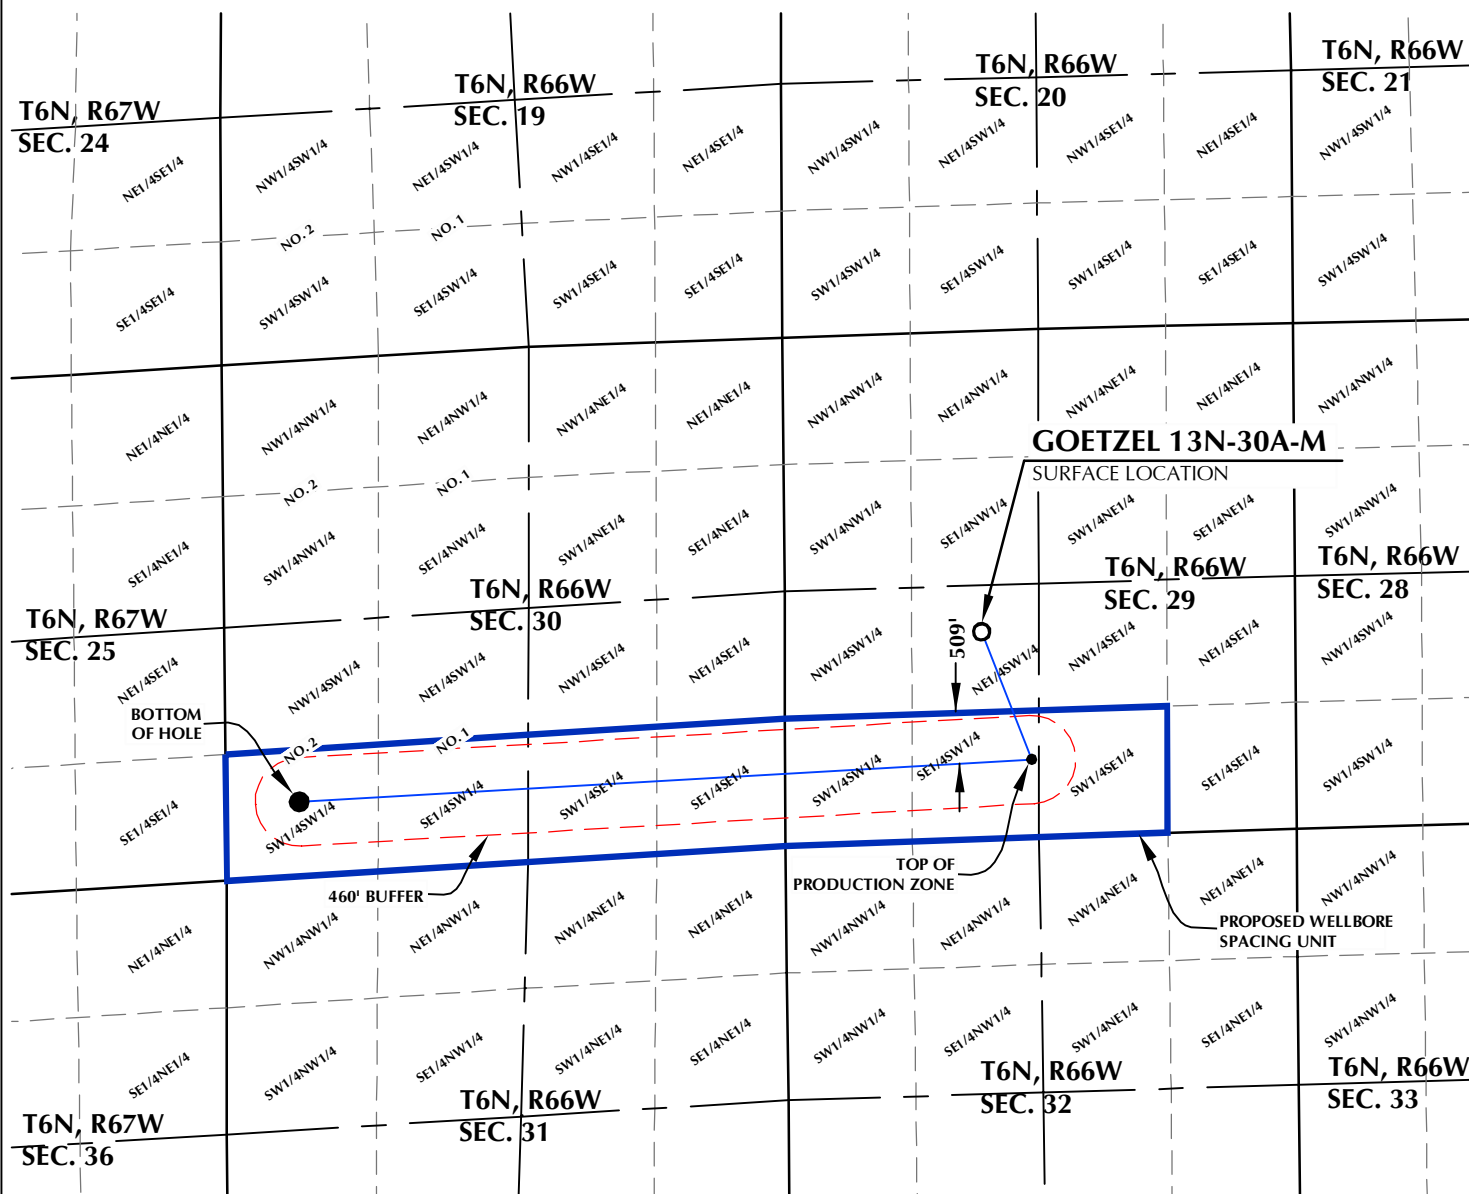 T6N, R67W
SEC. 24
T6N, R66W
SEC. 19
T6N, R66W
SEC. 20
T6N, R66W
SEC. 21
NE1/4SE1/4
NW1/4SW1/4
NE1/4SW1/4
NW1/4SE1/4
NE1/4SE1/4
NW1/4SW1/4
NE1/4SW1/4
NW1/4SE1/4
NE1/4SE1/4
NW1/4SW1/4
NO. 2
NO. 1
SE1/4SE1/4
SW1/4SW1/4
SE1/4SW1/4
SW1/4SE1/4
SE1/4SE1/4
SW1/4SW1/4
SE1/4SW1/4
SW1/4SE1/4
SE1/4SE1/4
SW1/4SW1/4
NE1/4NE1/4
NW1/4NW1/4
NE1/4NW1/4
NW1/4NE1/4
NE1/4NE1/4
NW1/4NW1/4
NE1/4NW1/4
NW1/4NE1/4
NE1/4NE1/4
NW1/4NW1/4
GOETZEL 13N-30A-M
SURFACE LOCATION
NO. 2
NO. 1
SE1/4NE1/4
SW1/4NW1/4
SE1/4NW1/4
SW1/4NE1/4
SE1/4NE1/4
SW1/4NW1/4
SE1/4NW1/4
SW1/4NE1/4
SE1/4NE1/4
SW1/4NW1/4
T6N, R67W
SEC. 25
T6N, R66W
SEC. 30
T6N, R66W
SEC. 29
T6N, R66W
SEC. 28
NE1/4SE1/4
NW1/4SW1/4
NE1/4SW1/4
NW1/4SE1/4
NE1/4SE1/4
NW1/4SW1/4
509'
NE1/4SW1/4
NW1/4SE1/4
NE1/4SE1/4
NW1/4SW1/4
BOTTOM
OF HOLE
NO. 2
NO. 1
SE1/4SE1/4
SW1/4SW1/4
SE1/4SW1/4
SW1/4SE1/4
SE1/4SE1/4
SW1/4SW1/4
SE1/4SW1/4
SW1/4SE1/4
SE1/4SE1/4
SW1/4SW1/4
460' BUFFER
TOP OF
PRODUCTION ZONE
PROPOSED WELLBORE
SPACING UNIT
NE1/4NE1/4
NW1/4NW1/4
NE1/4NW1/4
NW1/4NE1/4
NE1/4NE1/4
NW1/4NW1/4
NE1/4NW1/4
NW1/4NE1/4
NE1/4NE1/4
NW1/4NW1/4
SE1/4NE1/4
SW1/4NW1/4
SE1/4NW1/4
SW1/4NE1/4
SE1/4NE1/4
SW1/4NW1/4
SE1/4NW1/4
SW1/4NE1/4
SE1/4NE1/4
SW1/4NW1/4
T6N, R67W
SEC. 36
T6N, R66W
SEC. 31
T6N, R66W
SEC. 32
T6N, R66W
SEC. 33